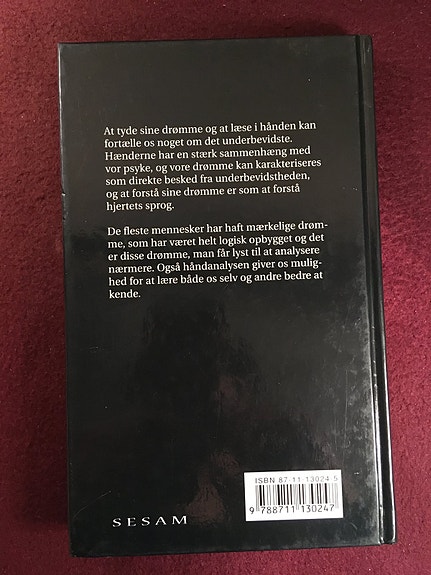 At tyde sine drømme og at læse i hånden kan
fortælle os noget om det underbevidste.
Hænderne har en stærk sammenhæng med
vor psyke, og vore drømme kan karakteriseres
som direkte besked fra underbevidstheden,
og at forstå sine drømme er som at forstå
hjertets sprog.
De fleste mennesker har haft mærkelige drøm-
me, som har været helt logisk opbygget og det
er disse drømme, man får lyst til at analysere
nærmere. Også håndanalysen giver os mulig-
hed for at lære både os selv og andre bedre at
kende.
ISBN 87-11-13024-5
9 788711 130247
SESAM